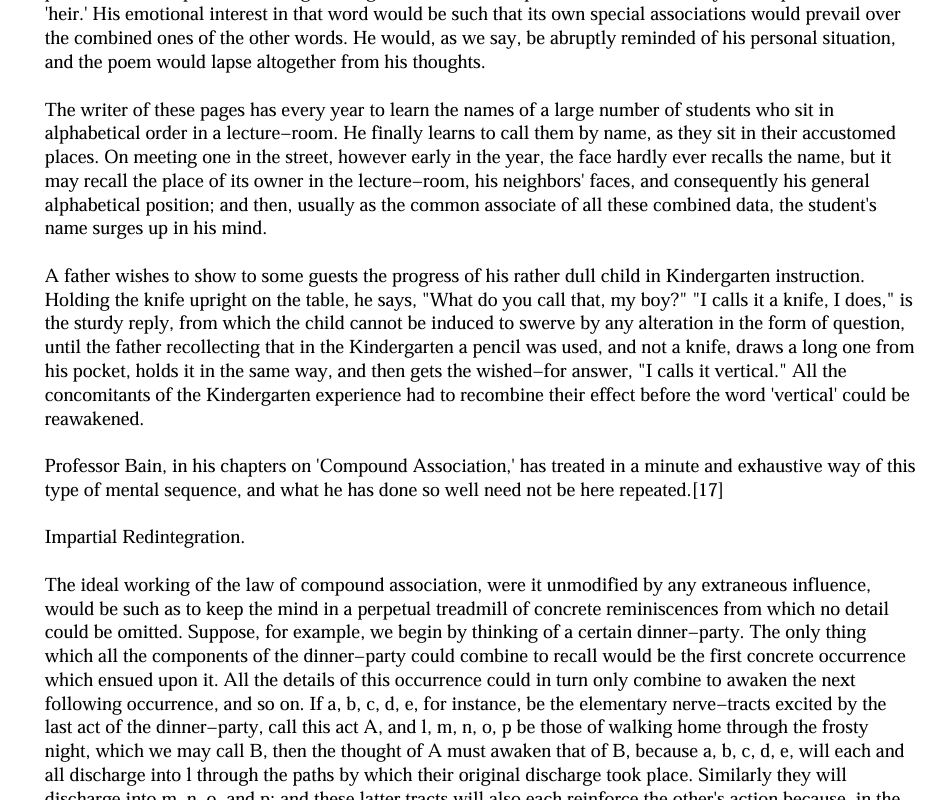 'heir.' His emotional interest in that word would be such that its own special associations would prevail over
the combined ones of the other words. He would, as we say, be abruptly reminded of his personal situation,
and the poem would lapse altogether from his thoughts.
The writer of these pages has every year to learn the names of a large number of students who sit in
alphabetical order in a lecture−room. He finally learns to call them by name, as they sit in their accustomed
places. On meeting one in the street, however early in the year, the face hardly ever recalls the name, but it
may recall the place of its owner in the lecture−room, his neighbors' faces, and consequently his general
alphabetical position; and then, usually as the common associate of all these combined data, the student's
name surges up in his mind.
A father wishes to show to some guests the progress of his rather dull child in Kindergarten instruction.
Holding the knife upright on the table, he says, "What do you call that, my boy?" "I calls it a knife, I does," is
the sturdy reply, from which the child cannot be induced to swerve by any alteration in the form of question,
until the father recollecting that in the Kindergarten a pencil was used, and not a knife, draws a long one from
his pocket, holds it in the same way, and then gets the wished−for answer, "I calls it vertical." All the
concomitants of the Kindergarten experience had to recombine their effect before the word 'vertical' could be
reawakened.
Professor Bain, in his chapters on 'Compound Association,' has treated in a minute and exhaustive way of this
type of mental sequence, and what he has done so well need not be here repeated.[17]
Impartial Redintegration.
The ideal working of the law of compound association, were it unmodified by any extraneous influence,
would be such as to keep the mind in a perpetual treadmill of concrete reminiscences from which no detail
could be omitted. Suppose, for example, we begin by thinking of a certain dinner−party. The only thing
which all the components of the dinner−party could combine to recall would be the first concrete occurrence
which ensued upon it. All the details of this occurrence could in turn only combine to awaken the next
following occurrence, and so on. If a, b, c, d, e, for instance, be the elementary nerve−tracts excited by the
last act of the dinner−party, call this act A, and l, m, n, o, p be those of walking home through the frosty
night, which we may call B, then the thought of A must awaken that of B, because a, b, c, d, e, will each and
all discharge into l through the paths by which their original discharge took place. Similarly they will
discharge into m, n, o, and p; and these latter tracts will also each reinforce the other's action because, in the